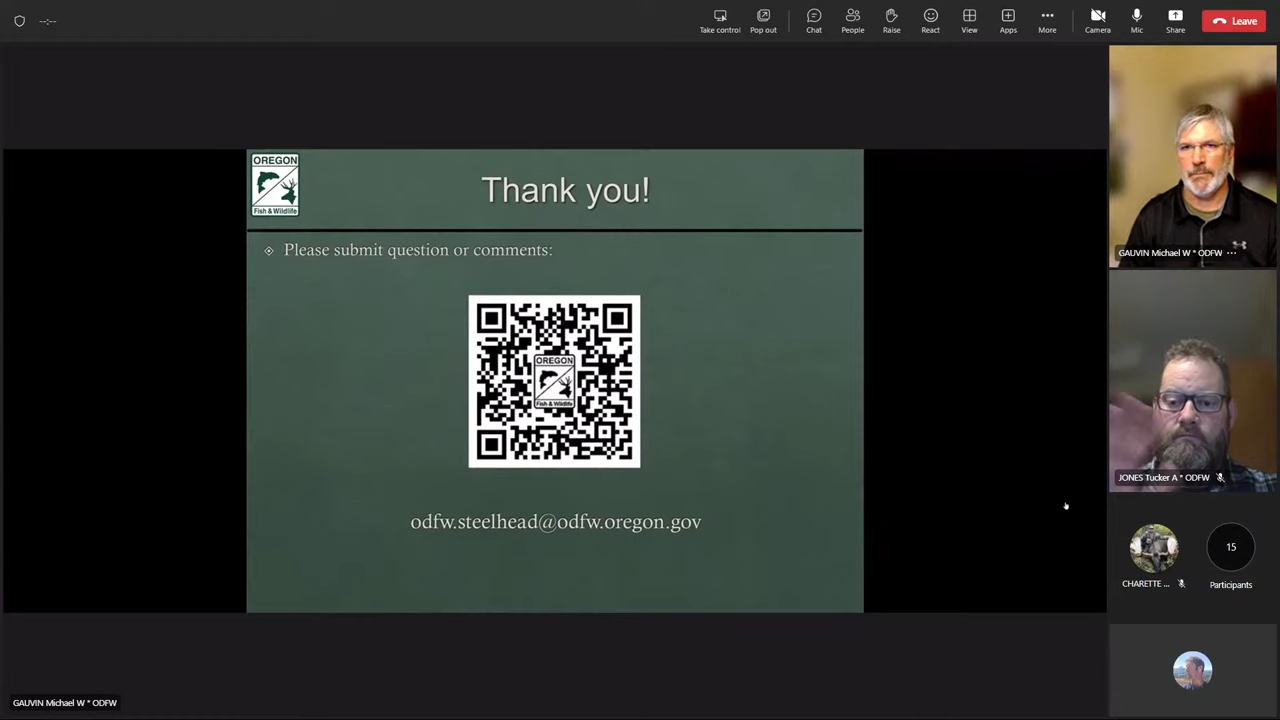 --:--
Take control
Pop out
Chat
People
Raise
React
View
Apps
More
Camera
Mic
Share
Leave
OREGON
Fish & Wildlife
Thank you!
Please submit question or comments:
OREGON
Fish & Wildlife
odfw.steelhead@odfw.oregon.gov
GAUVIN Michael W * ODFW
JONES Tucker A * ODFW
CHARETTE ...
15
Participants
GAUVIN Michael W * ODFW